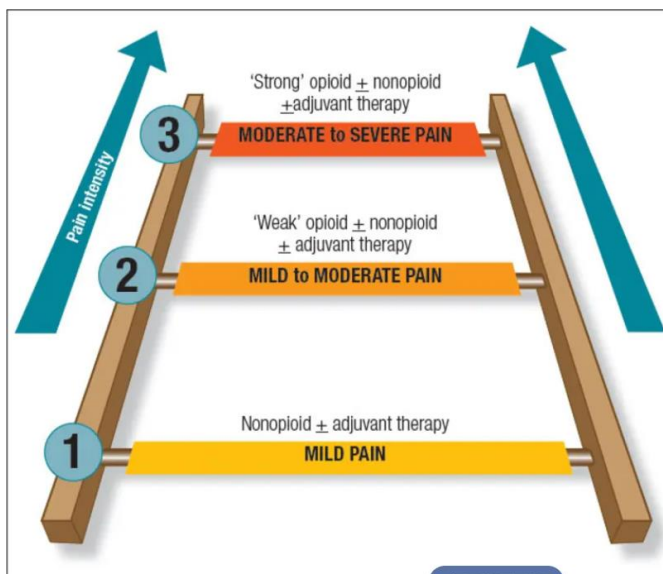 'Strong' opioid ± nonopioid
±adjuvant therapy
3
MODERATE to SEVERE PAIN
Pain intensity
'Weak' opioid ± nonopioid
± adjuvant therapy
2
MILD to MODERATE PAIN
Nonopioid ± adjuvant therapy
1
MILD PAIN